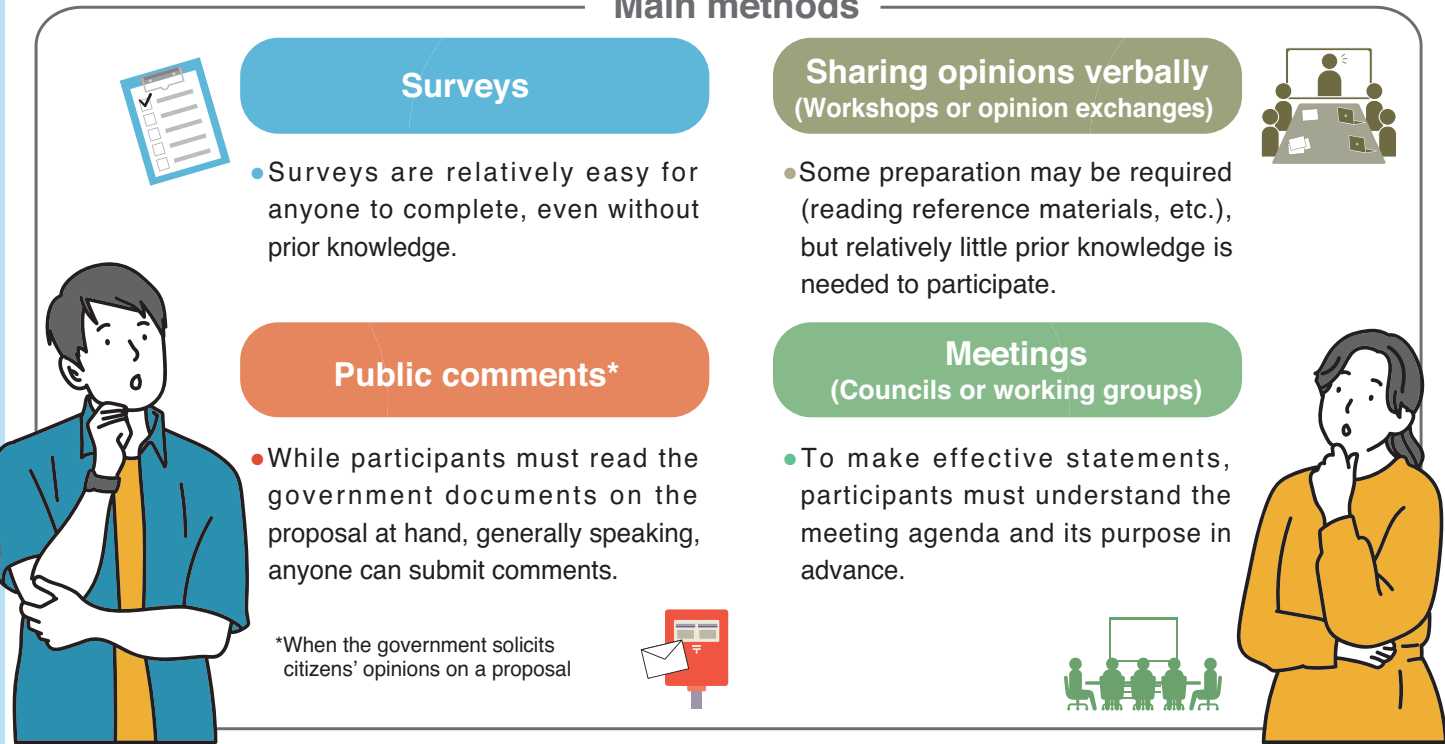 Main methods
Surveys
•Surveys are relatively easy for
anyone to complete, even without
prior knowledge.
Sharing opinions verbally
(Workshops or opinion exchanges)
•Some preparation may be required
(reading reference materials, etc.),
but relatively little prior knowledge is
needed to participate.
Public comments*
•While participants must read the
government documents on the
proposal at hand, generally speaking,
anyone can submit comments.
*When the government solicits
citizens' opinions on a proposal
〒
Meetings
(Councils or working groups)
•To make effective statements,
participants must understand the
meeting agenda and its purpose in
advance.